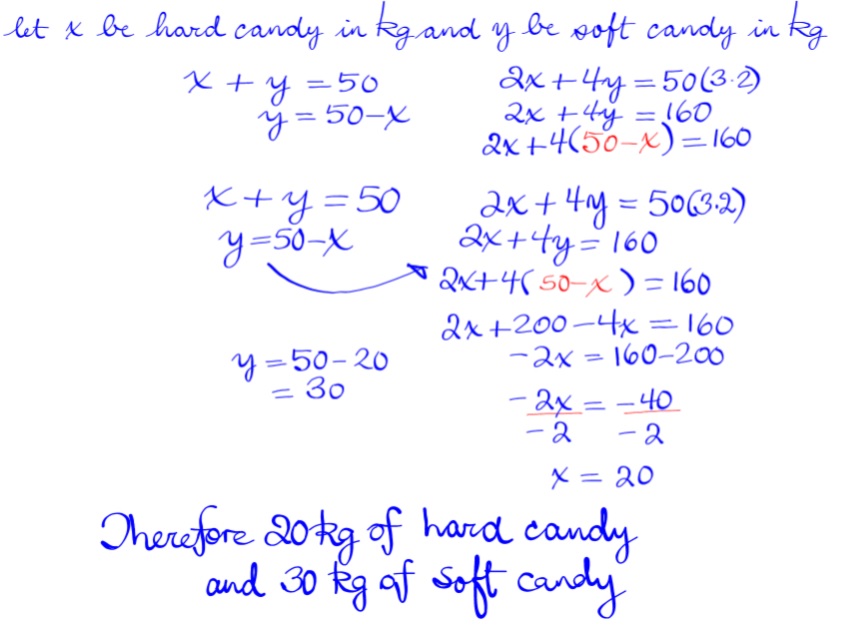 let x be hard candy in kg and y be soft candy in kg
x + y = 50
y = 50-x
2x+4y = 50(3.2)
2x +4y = 160
2x+4(50-x) = 160
x + y = 50
y=50-x
2x + 4y = 50(3.2)
2x+4y = 160
2x+4( 50-x ) = 160
2x+200-4x = 160
-2x = 160-200
y = 50-20
= 30
-2x = -40
-2 -2
x = 20
Therefore 20kg of hard candy
and 30 kg of soft candy